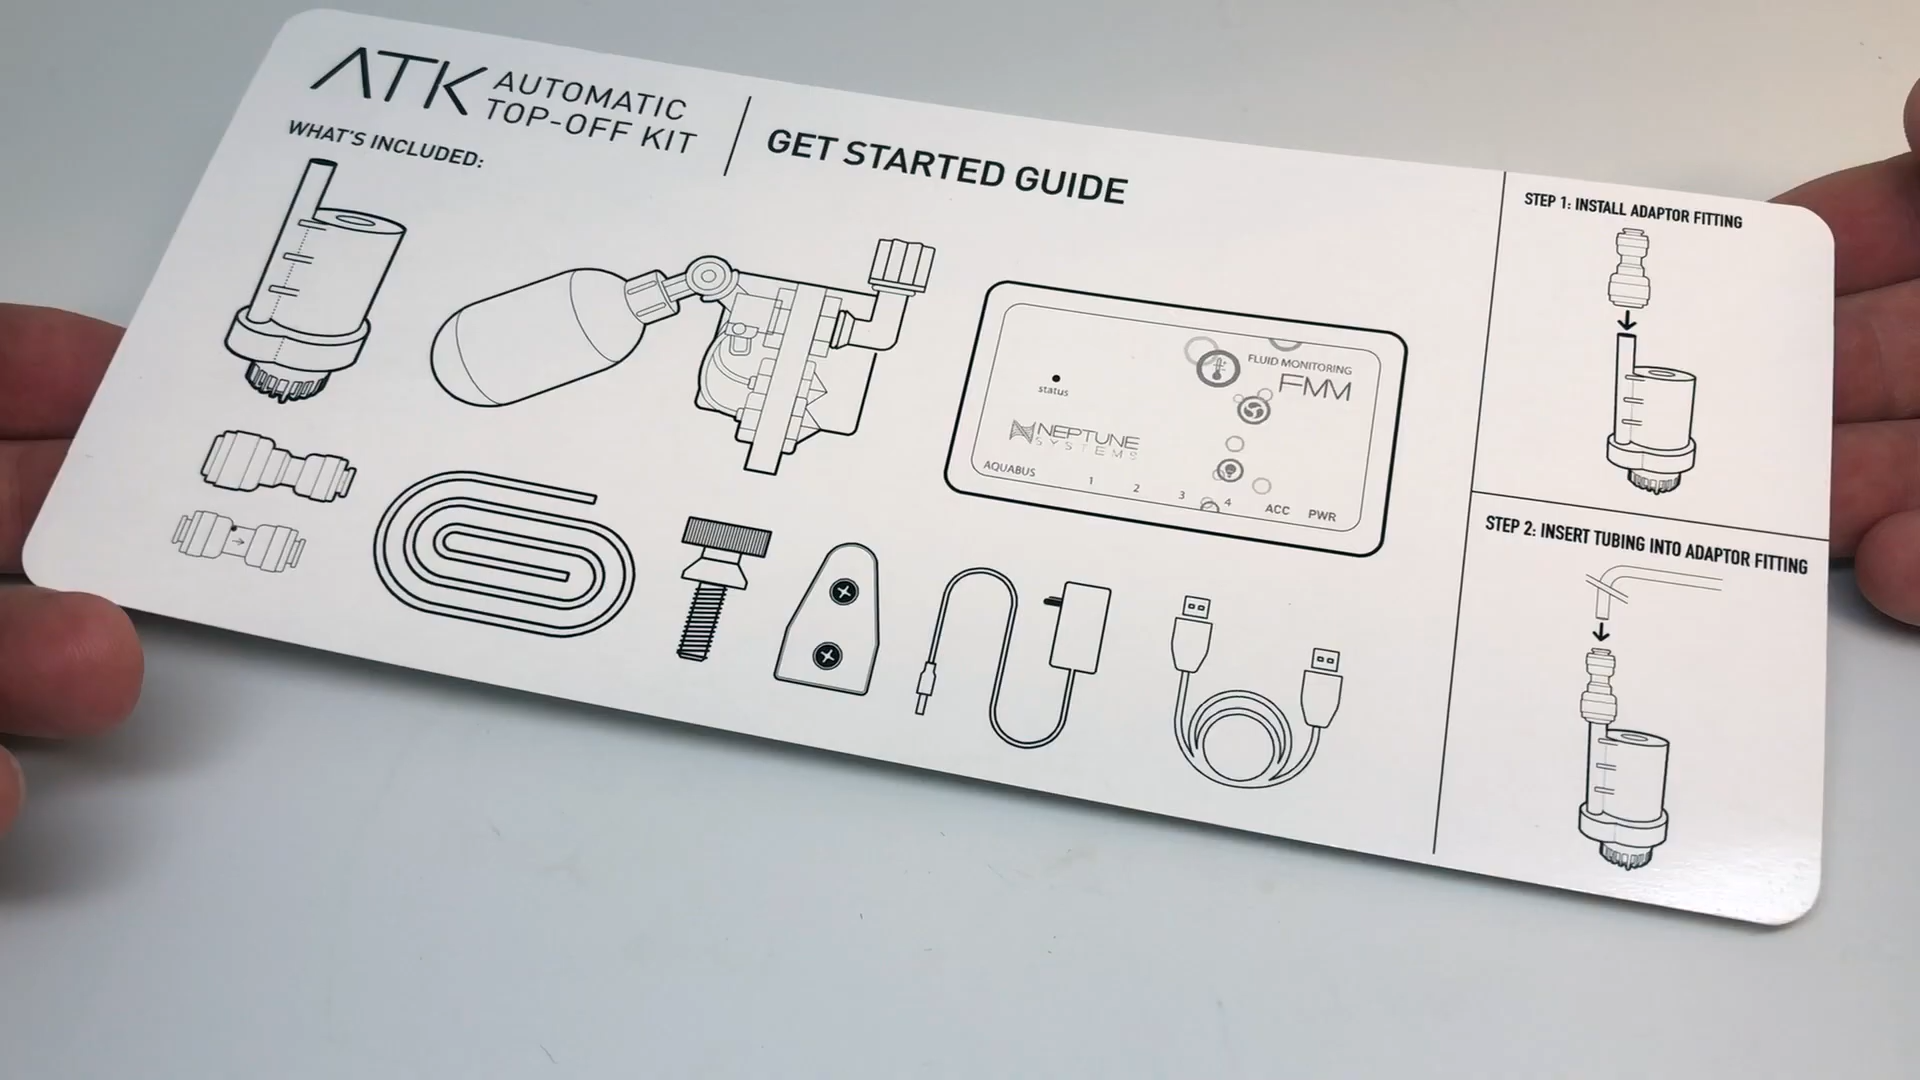 ATK AUTOMATIC
TOP-OFF KIT
GET STARTED GUIDE
WHAT'S INCLUDED:
FLUID MONITORING
FMM
status
NEPTUNE
SYSTEMS
AQUABUS 1 2 3 4 ACC PWR
STEP 1: INSTALL ADAPTOR FITTING
STEP 2: INSERT TUBING INTO ADAPTOR FITTING